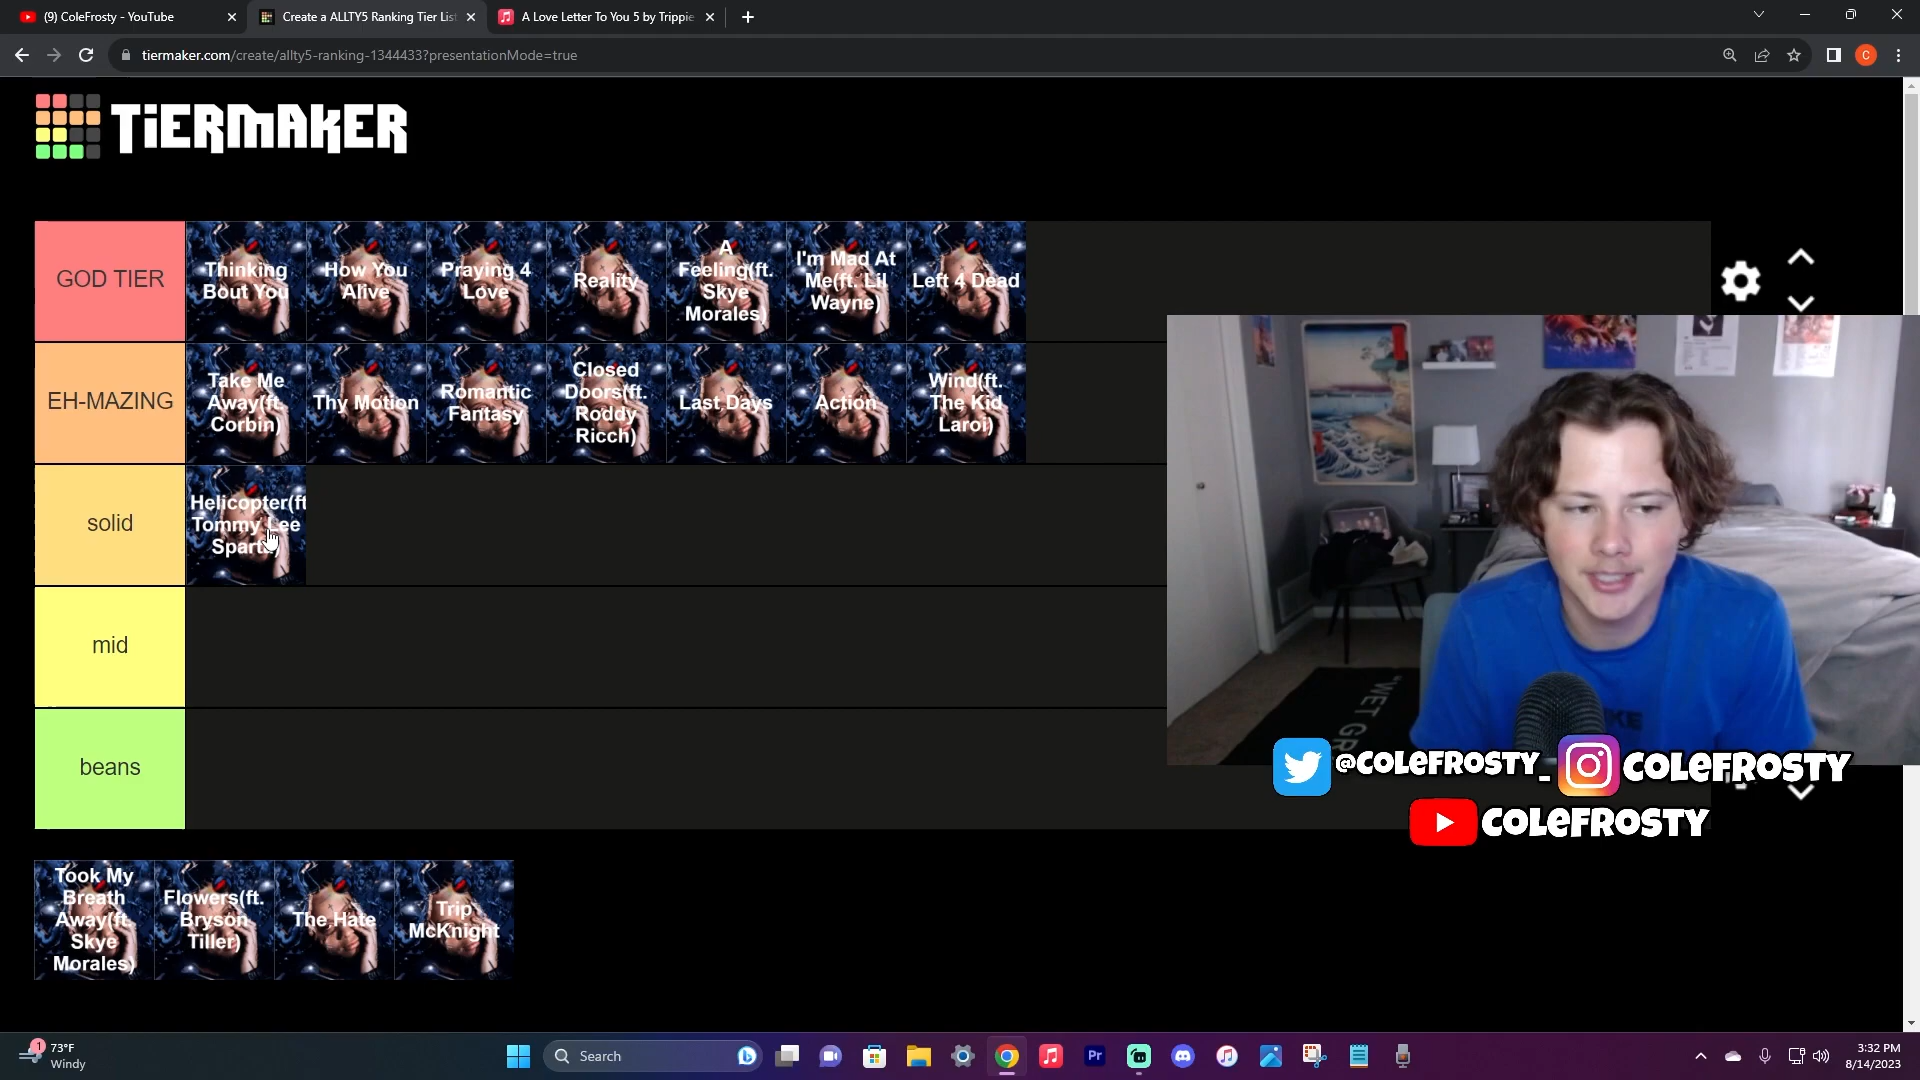 (9) ColeFrosty - YouTube
Create a ALLTY5 Ranking Tier List
A Love Letter To You 5 by Trippie
tiermaker.com/create/allty5-ranking-1344433?presentationMode=true
C
TiERMAKER
GOD TIER
Thinking
Bout You
How You
Alive
Praying 4
Love
Reality
A
Feeling(ft.
Skye
Morales)
I'm Mad At
Me(ft. Lil
Wayne)
Left 4 Dead
EH-MAZING
Take Me
Away(ft.
Corbin)
Thy Motion
Romantic
Fantasy
Closed
Doors(ft.
Roddy
Ricch)
Last Days
Action
Wind(ft.
The Kid
Laroi)
solid
Helicopter(ft
Tommy Lee
mid
beans
"WET GR
@COLEFROSTY_
COLEFROSTY
COLEFROSTY
Took My
Breath
Away(ft.
Skye
Morales)
Flowers(ft.
Bryson
Tiller)
The Hate
Trip
McKnight
1
73°F
Windy
Search
Pr
3:32 PM
8/14/2023